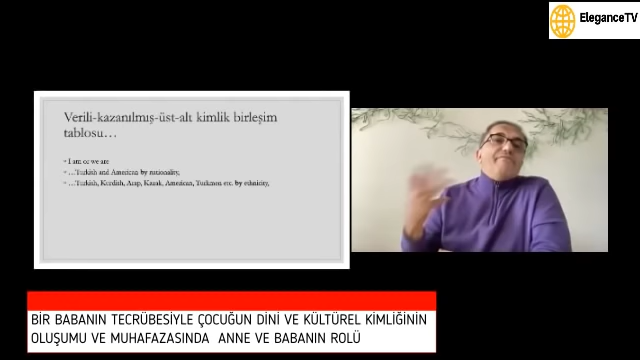 EleganceTV
Verili-kazanılmış-üst-alt kimlik birleşim
tablosu…
I am or we are
…Turkish and American by nationality,
…Turkish, Kurdish, Arap, Kazak, American, Turkmen etc. by ethnicity,
BİR BABANIN TECRÜBESİYLE ÇOCUĞUN DİNİ VE KÜLTÜREL KİMLİĞİNİN
OLUŞUMU VE MUHAFAZASINDA ANNE VE BABANIN ROLÜ